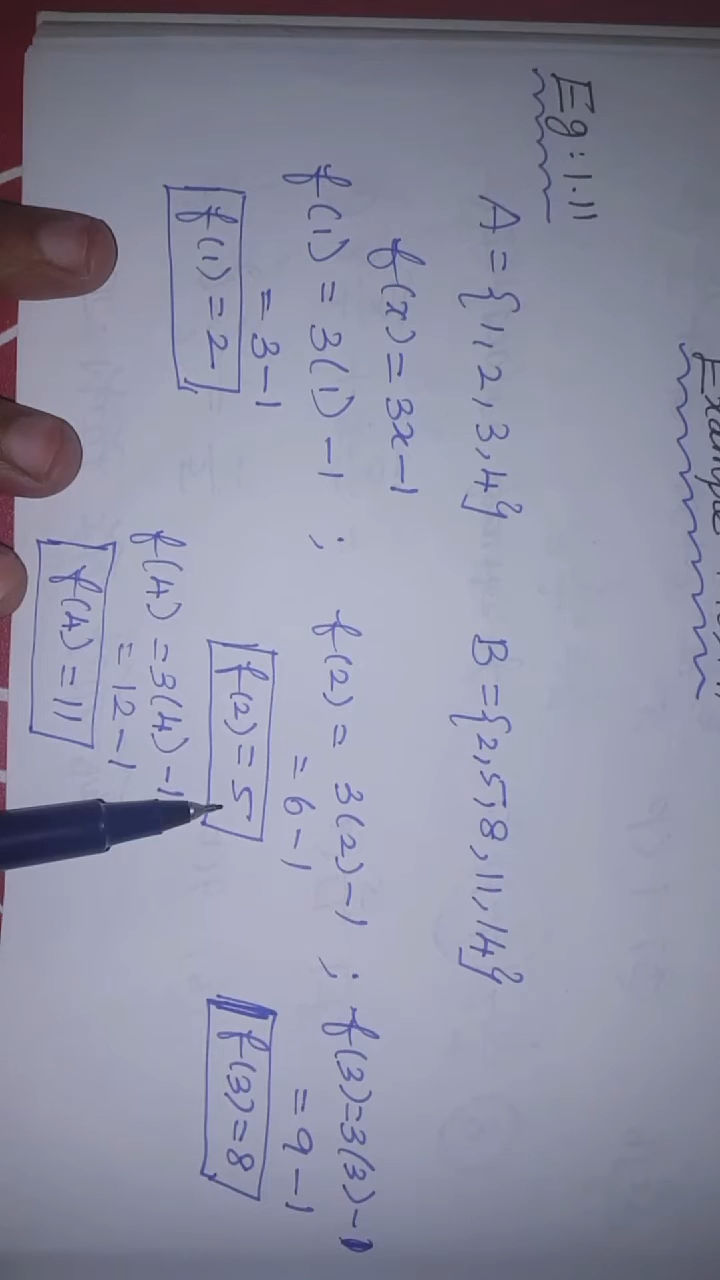 Example
Eg: 1.11
A = {1, 2, 3, 4} B = {2, 5, 8, 11, 14}
f(x) = 3x-1
f(1) = 3(1) -1 ; f(2) = 3(2) -1 ; f(3)=3(3)-1
= 3-1 = 6-1 = 9-1
f(1) = 2 f(2) = 5 f(3) = 8
f(4) = 3(4) -1
= 12-1
f(4) = 11